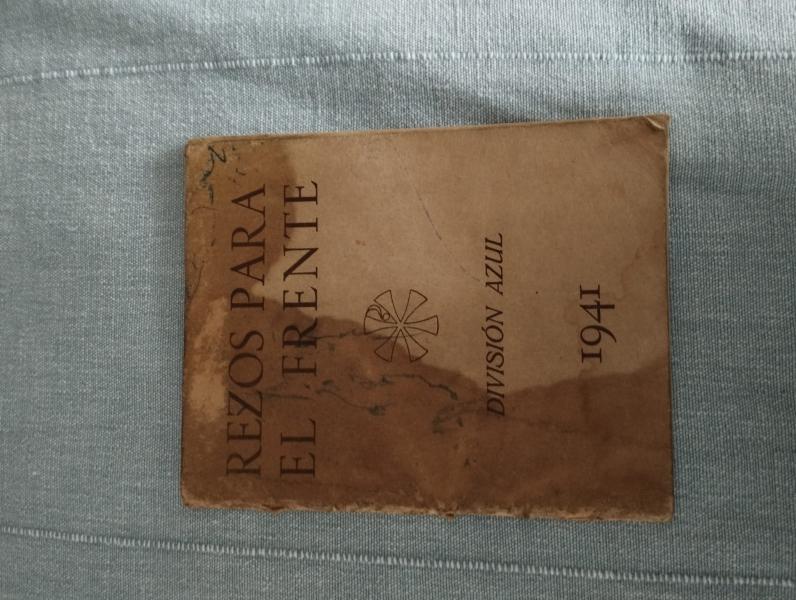 REZOS PARA
EL FRENTE
DIVISIÓN AZUL
1941